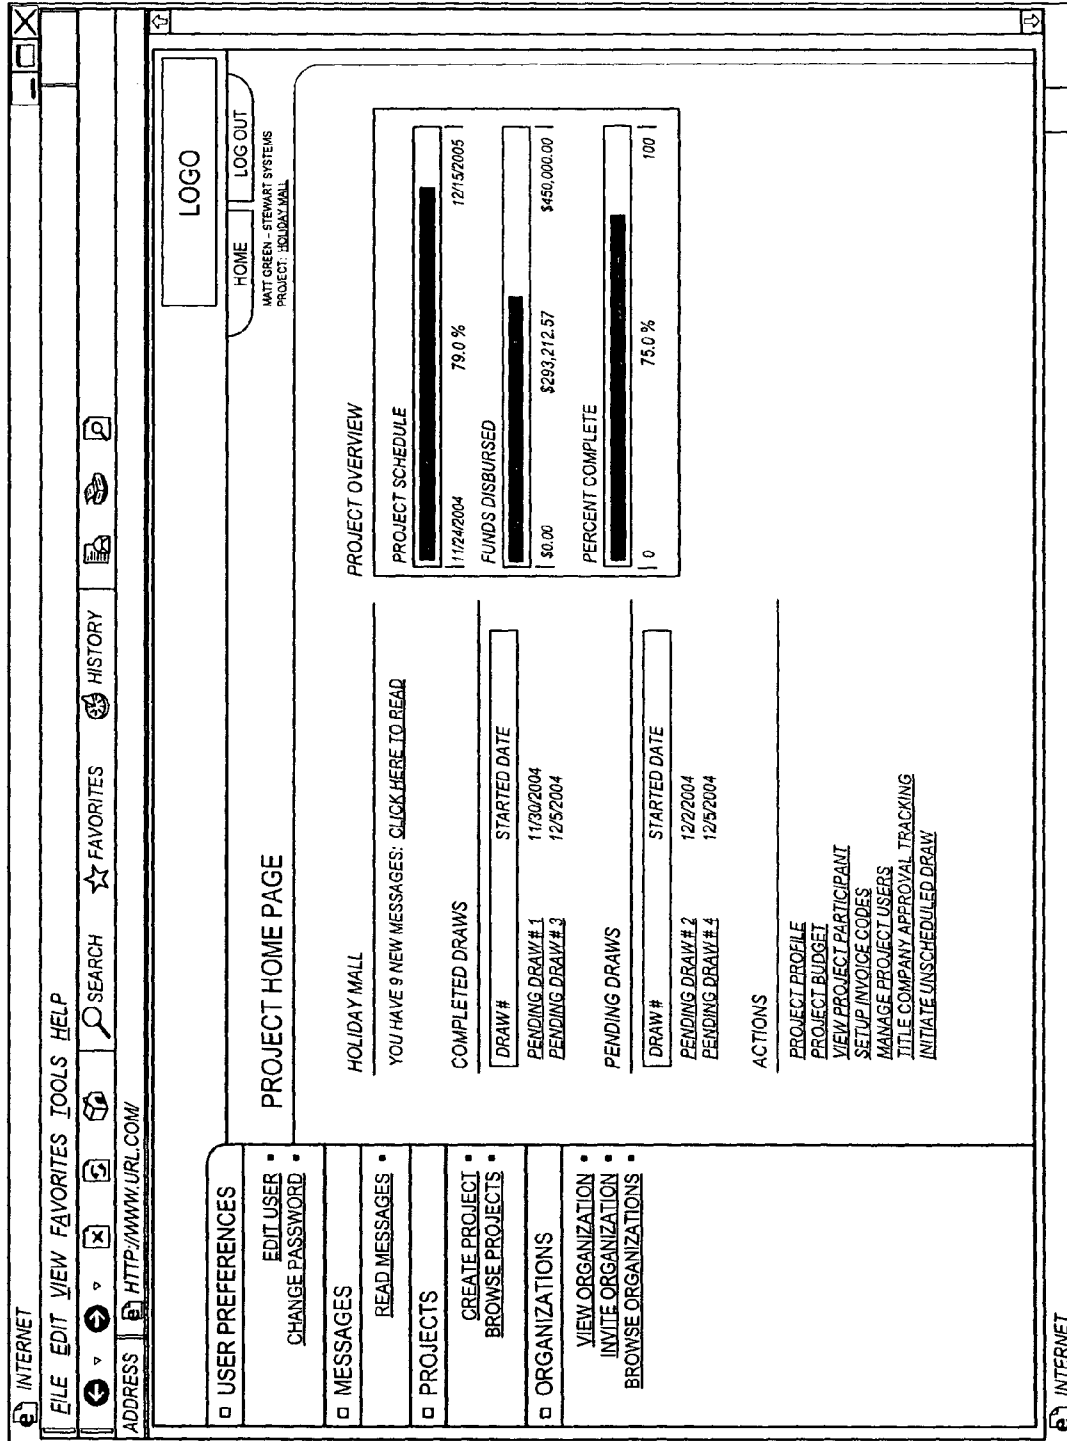 INTERNET
FILE EDIT VIEW FAVORITES TOOLS HELP
SEARCH FAVORITES HISTORY
ADDRESS HTTP://WWW.URL.COM/
LOGO
HOME LOG OUT
MATT GREEN – STEWART SYSTEMS
PROJECT: HOLIDAY MALL
USER PREFERENCES
EDIT USER
CHANGE PASSWORD
MESSAGES
READ MESSAGES
PROJECTS
CREATE PROJECT
BROWSE PROJECTS
ORGANIZATIONS
VIEW ORGANIZATION
INVITE ORGANIZATION
BROWSE ORGANIZATIONS
PROJECT HOME PAGE
HOLIDAY MALL
YOU HAVE 9 NEW MESSAGES: CLICK HERE TO READ
COMPLETED DRAWS
DRAW # STARTED DATE
PENDING DRAW # 1 11/30/2004
PENDING DRAW # 3 12/5/2004
PENDING DRAWS
DRAW # STARTED DATE
PENDING DRAW # 2 12/2/2004
PENDING DRAW # 4 12/5/2004
ACTIONS
PROJECT PROFILE
PROJECT BUDGET
VIEW PROJECT PARTICIPANT
SETUP INVOICE CODES
MANAGE PROJECT USERS
TITLE COMPANY APPROVAL TRACKING
INITIATE UNSCHEDULED DRAW
PROJECT OVERVIEW
PROJECT SCHEDULE
11/24/2004 79.0 % 12/15/2005
FUNDS DISBURSED
$0.00 $293,212.57 $450,000.00
PERCENT COMPLETE
0 75.0 % 100
INTERNET